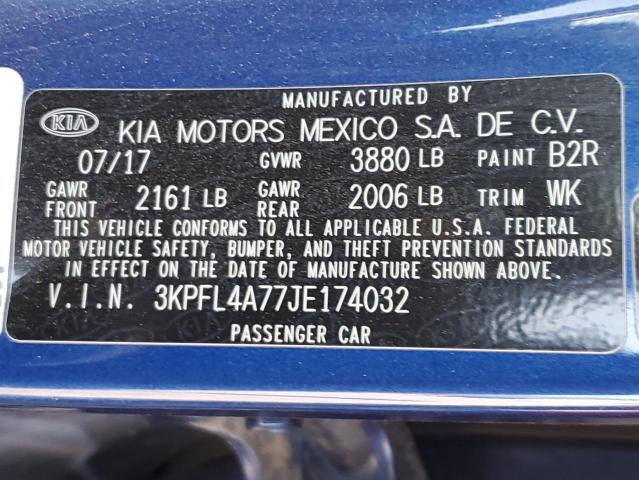 MANUFACTURED BY
KIA KIA MOTORS MEXICO S.A. DE C.V.
07/17 GVWR 3880 LB PAINT B2R
GAWR FRONT 2161 LB GAWR REAR 2006 LB TRIM WK
THIS VEHICLE CONFORMS TO ALL APPLICABLE U.S.A. FEDERAL
MOTOR VEHICLE SAFETY, BUMPER, AND THEFT PREVENTION STANDARDS
IN EFFECT ON THE DATE OF MANUFACTURE SHOWN ABOVE.
V.I.N. 3KPFL4A77JE174032
PASSENGER CAR